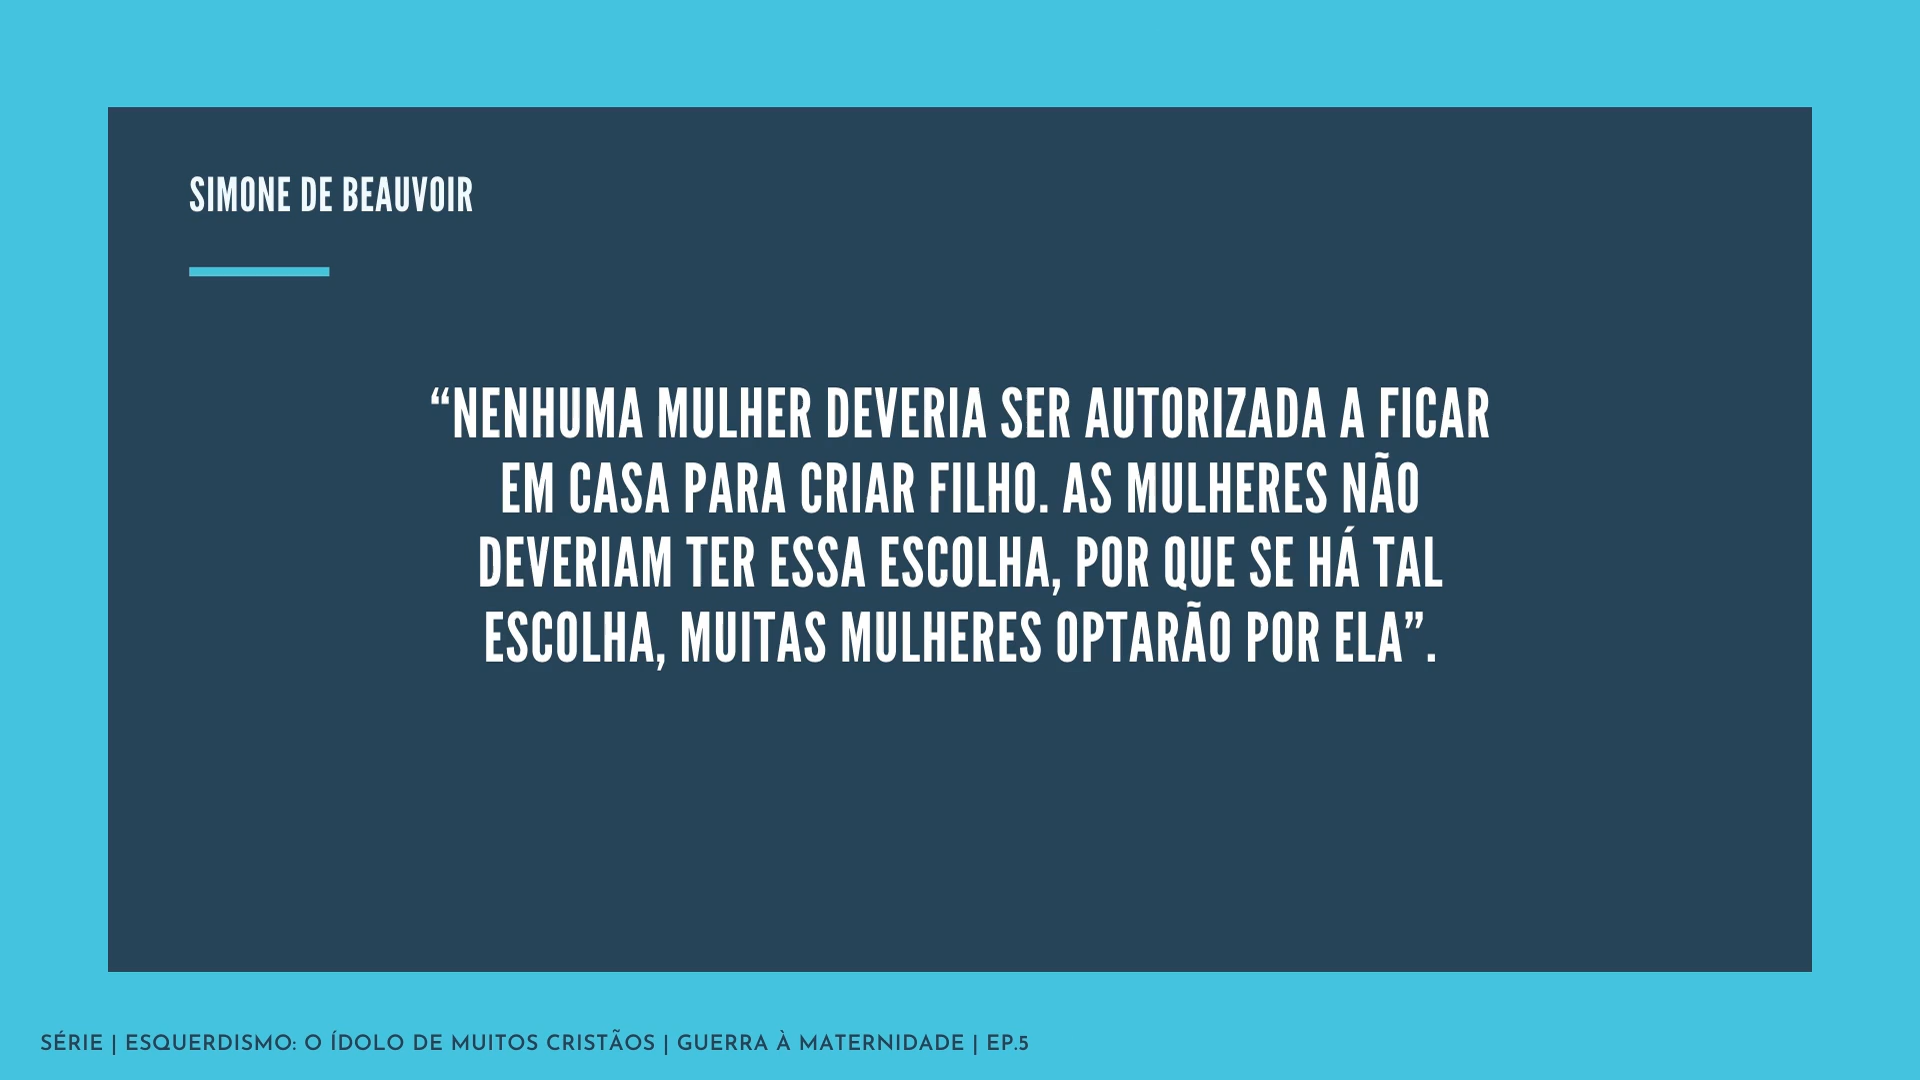 SIMONE DE BEAUVOIR
“NENHUMA MULHER DEVERIA SER AUTORIZADA A FICAR
EM CASA PARA CRIAR FILHO. AS MULHERES NÃO
DEVERIAM TER ESSA ESCOLHA, POR QUE SE HÁ TAL
ESCOLHA, MUITAS MULHERES OPTARÃO POR ELA”.
SÉRIE | ESQUERDISMO: O ÍDOLO DE MUITOS CRISTÃOS | GUERRA À MATERNIDADE | EP.5